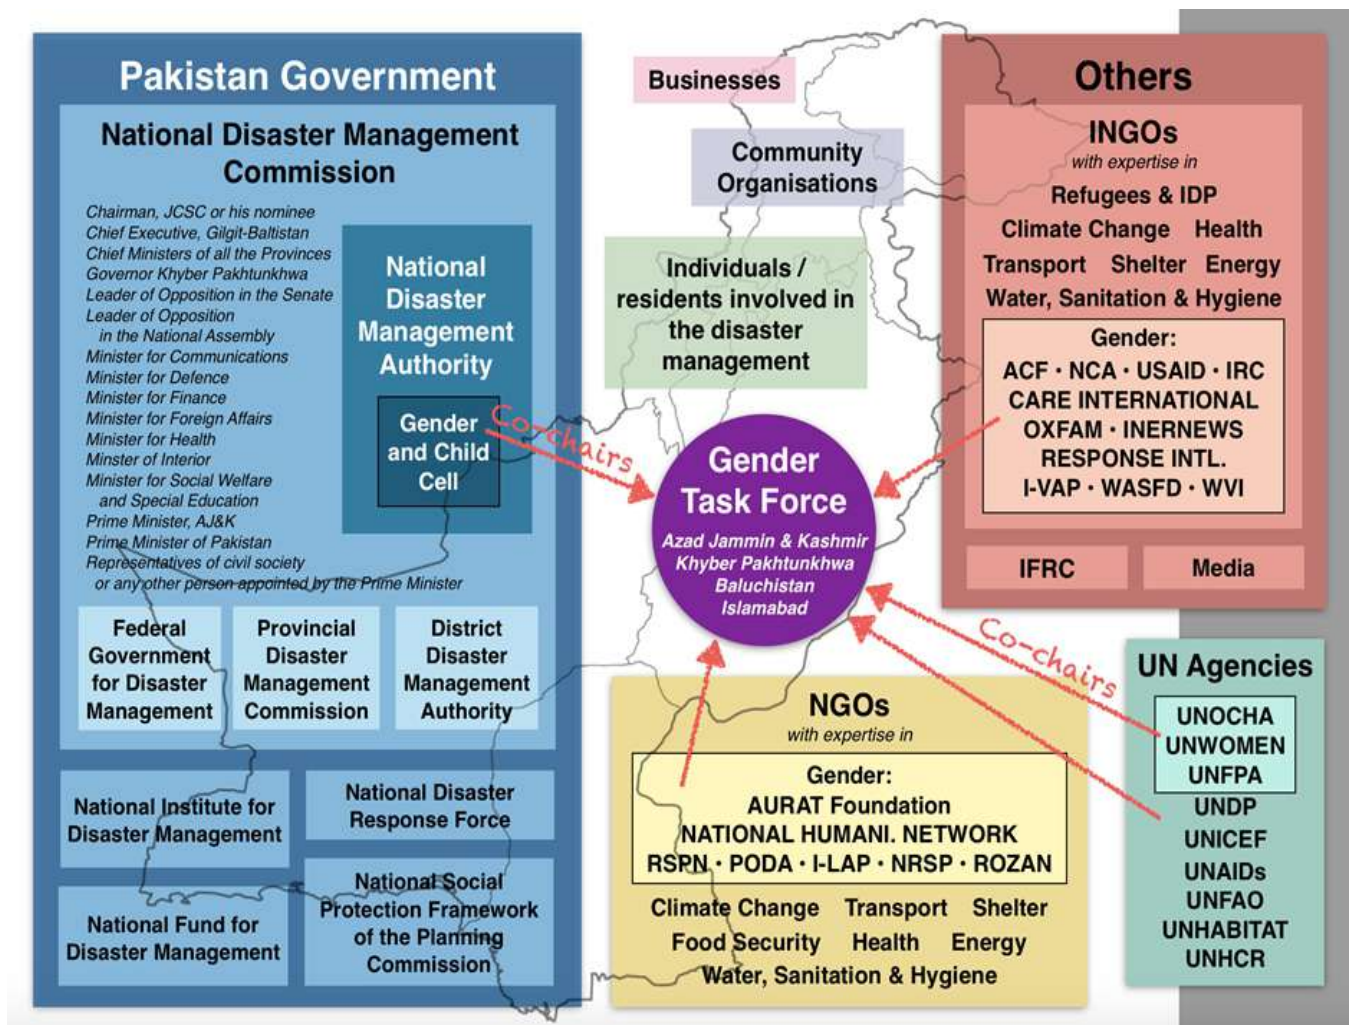 Pakistan Government
National Disaster Management
Commission
Chairman, JCSC or his nominee
Chief Executive, Gilgit-Baltistan
Chief Ministers of all the Provinces
Governor Khyber Pakhtunkhwa
Leader of Opposition in the Senate
Leader of Opposition
in the National Assembly
Minister for Communications
Minister for Defence
Minister for Finance
Minister for Foreign Affairs
Minister for Health
Minster of Interior
Minister for Social Welfare
and Special Education
Prime Minister, AJ&K
Prime Minister of Pakistan
Representatives of civil society
or any other person appointed by the Prime Minister
National
Disaster
Management
Authority
Gender
and Child
Cell
Federal
Government
for Disaster
Management
Provincial
Disaster
Management
Commission
District
Disaster
Management
Authority
National Institute for
Disaster Management
National Disaster
Response Force
National Fund for
Disaster Management
National Social
Protection Framework
of the Planning
Commission
Businesses
Community
Organisations
Individuals /
residents involved in
the disaster
management
Co-chairs
Gender
Task Force
Azad Jammin & Kashmir
Khyber Pakhtunkhwa
Baluchistan
Islamabad
NGOs
with expertise in
Gender:
AURAT Foundation
NATIONAL HUMANI. NETWORK
RSPN • PODA • I-LAP • NRSP • ROZAN
Climate Change Transport Shelter
Food Security Health Energy
Water, Sanitation & Hygiene
Others
INGOs
with expertise in
Refugees & IDP
Climate Change Health
Transport Shelter Energy
Water, Sanitation & Hygiene
Gender:
ACF • NCA • USAID • IRC
CARE INTERNATIONAL
OXFAM • INERNEWS
RESPONSE INTL.
I-VAP • WASFD • WVI
IFRC
Media
Co-chairs
UN Agencies
UNOCHA
UNWOMEN
UNFPA
UNDP
UNICEF
UNAIDs
UNFAO
UNHABITAT
UNHCR